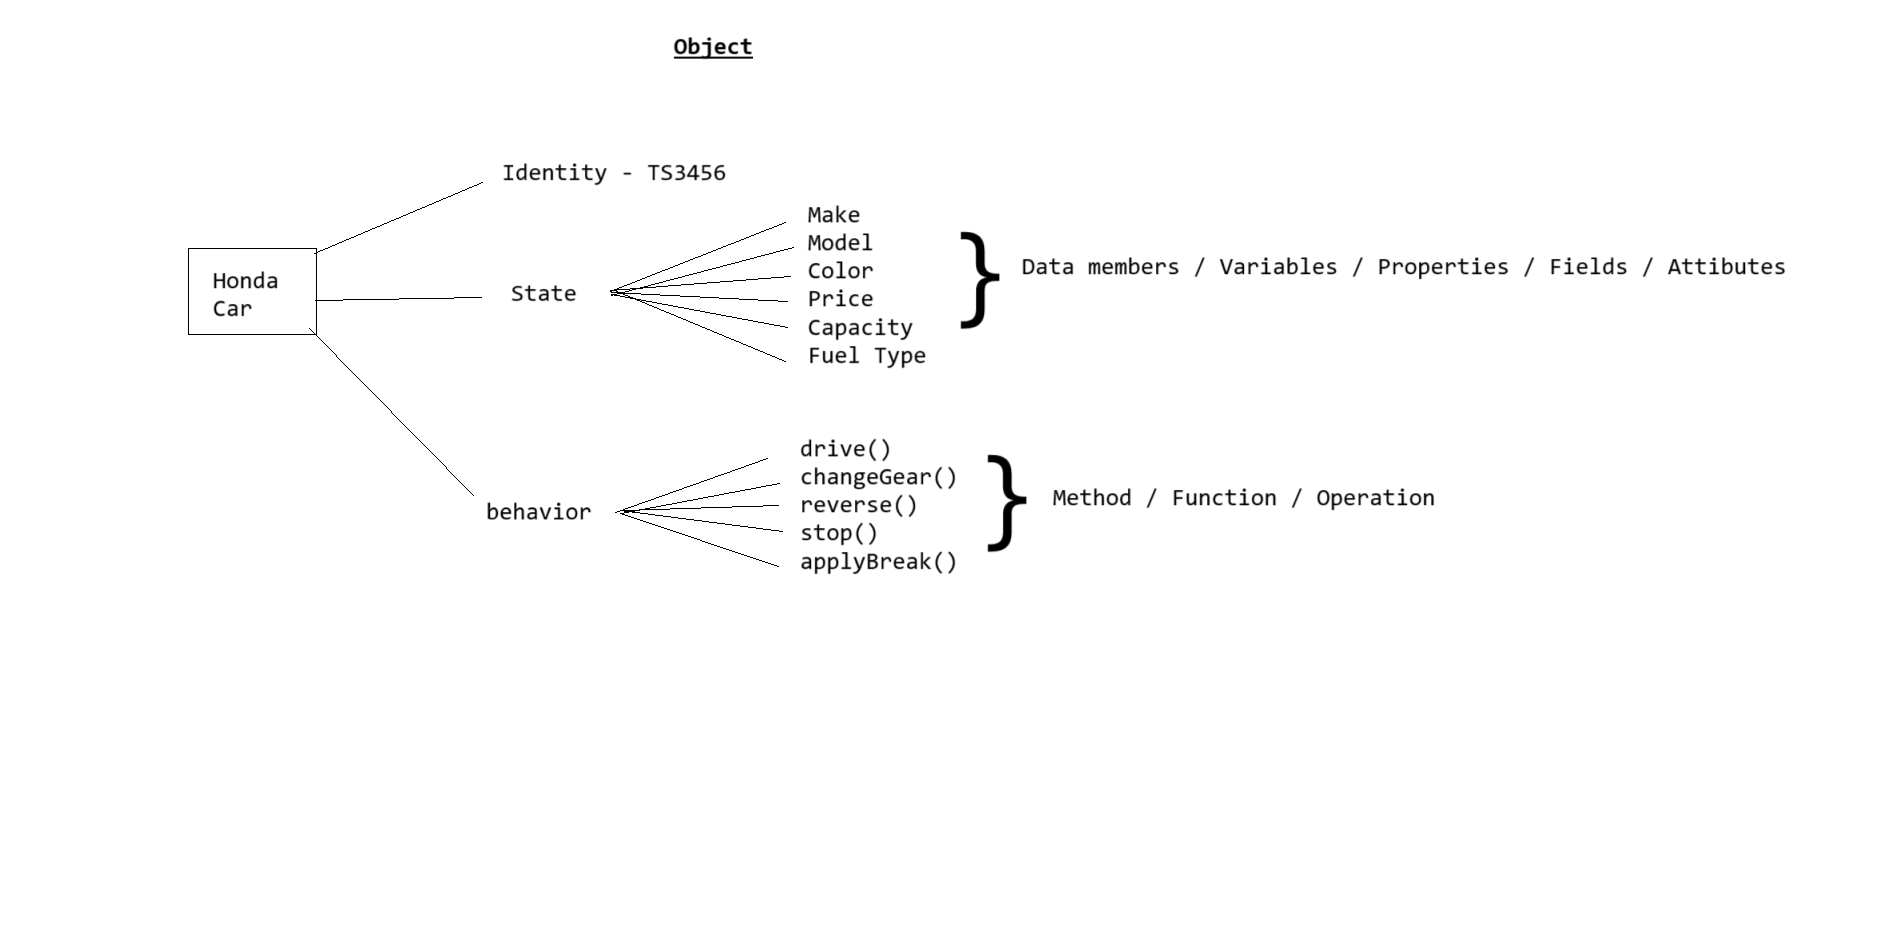 Object
Identity - TS3456
Honda
Car
State
Make
Model
Color
Price
Capacity
Fuel Type
} Data members / Variables / Properties / Fields / Attibutes
behavior
drive()
changeGear()
reverse()
stop()
applyBreak()
} Method / Function / Operation